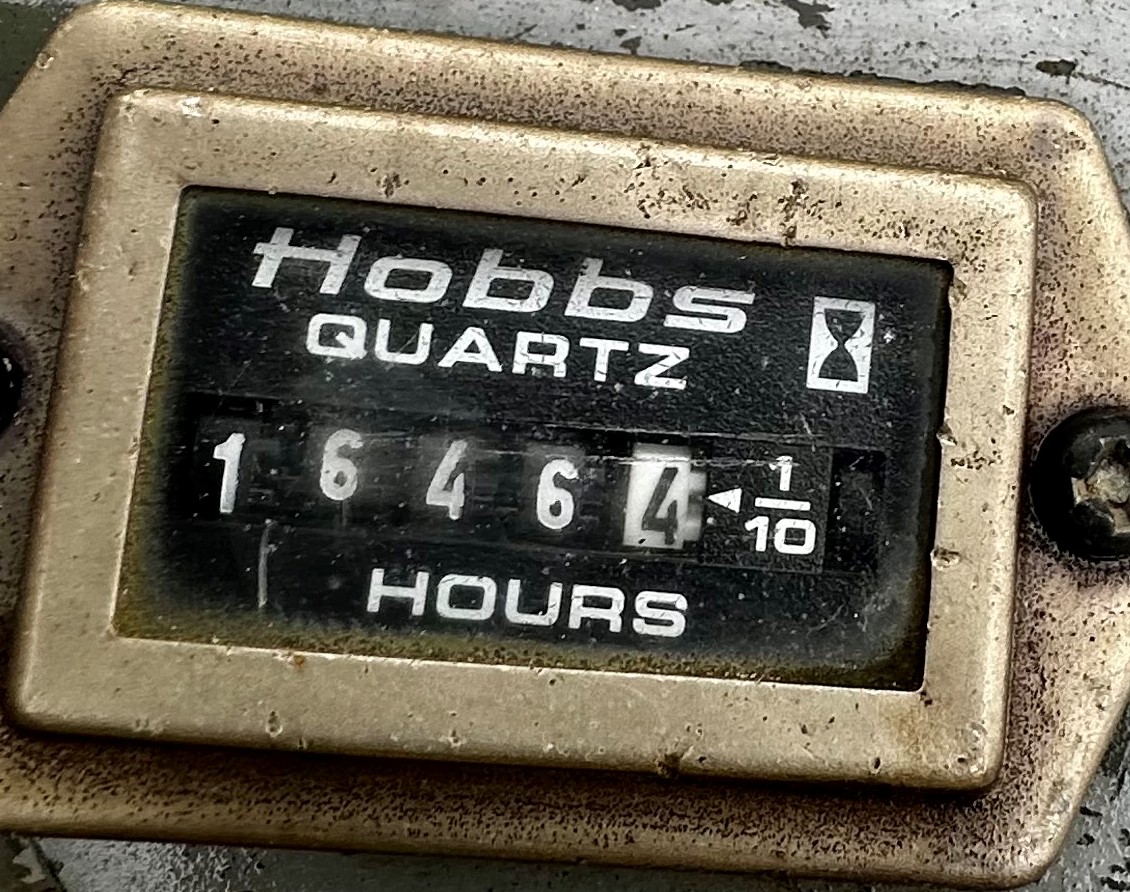 Hobbs
QUARTZ
1 6 4 6 4 ◄ 1/10
HOURS